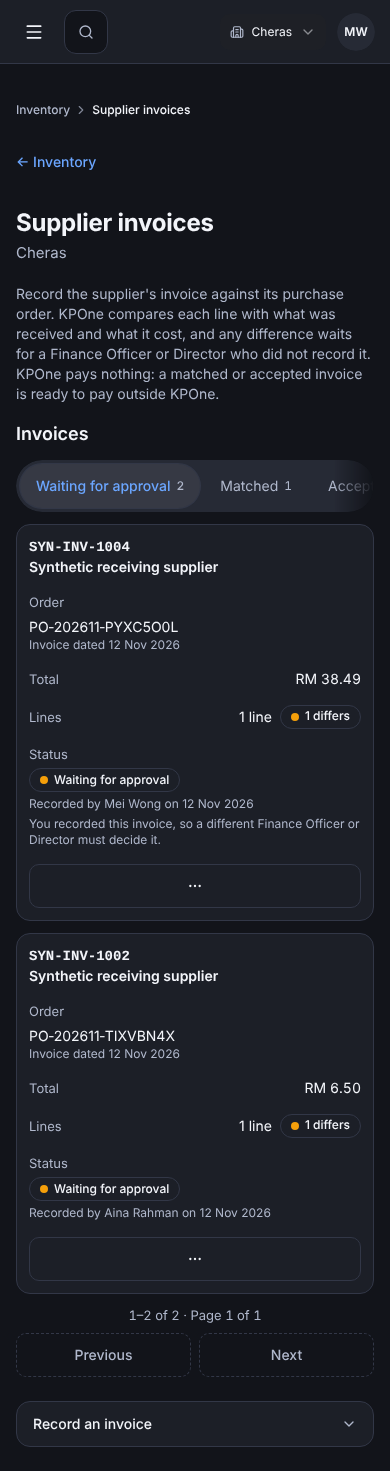 Cheras
MW
Inventory > Supplier invoices
← Inventory
Supplier invoices
Cheras
Record the supplier's invoice against its purchase
order. KPOne compares each line with what was
received and what it cost, and any difference waits
for a Finance Officer or Director who did not record it.
KPOne pays nothing: a matched or accepted invoice
is ready to pay outside KPOne.
Invoices
Waiting for approval 2 Matched 1 Accep
SYN-INV-1004
Synthetic receiving supplier
Order
PO-202611-PYXC5O0L
Invoice dated 12 Nov 2026
Total RM 38.49
Lines 1 line 1 differs
Status
Waiting for approval
Recorded by Mei Wong on 12 Nov 2026
You recorded this invoice, so a different Finance Officer or
Director must decide it.
...
SYN-INV-1002
Synthetic receiving supplier
Order
PO-202611-TIXVBN4X
Invoice dated 12 Nov 2026
Total RM 6.50
Lines 1 line 1 differs
Status
Waiting for approval
Recorded by Aina Rahman on 12 Nov 2026
...
1–2 of 2 · Page 1 of 1
Previous Next
Record an invoice